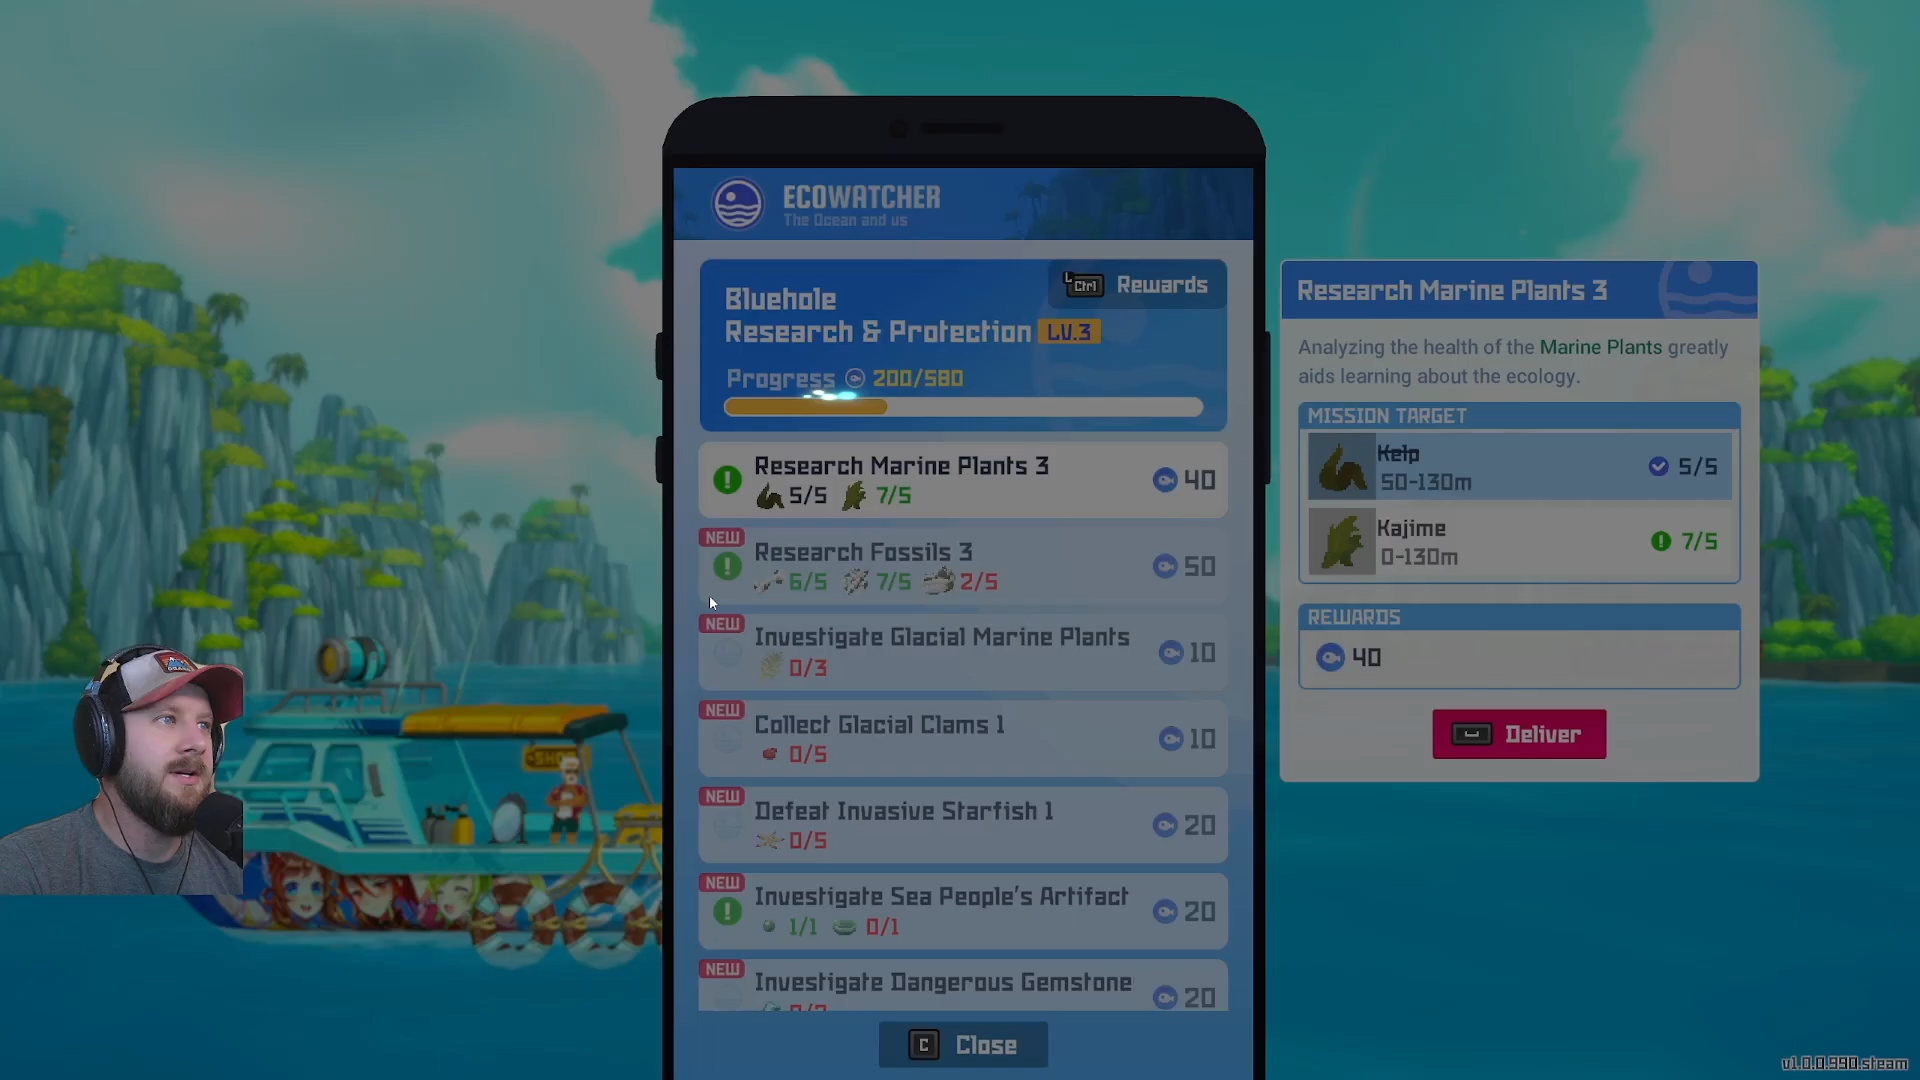 ECOWATCHER
The Ocean and us
Ctrl Rewards
Bluehole
Research & Protection LV.3
Progress 200/580
Research Marine Plants 3
5/5 7/5
40
NEW
Research Fossils 3
6/5 7/5 2/5
50
NEW
Investigate Glacial Marine Plants
0/3
10
NEW
Collect Glacial Clams 1
0/5
10
NEW
Defeat Invasive Starfish 1
0/5
20
NEW
Investigate Sea People's Artifact
1/1 0/1
20
NEW
Investigate Dangerous Gemstone
20
C Close
Research Marine Plants 3
Analyzing the health of the Marine Plants greatly
aids learning about the ecology.
MISSION TARGET
Kelp
50-130m
5/5
Kajime
0-130m
7/5
REWARDS
40
Deliver
v1.0.0.990.steam